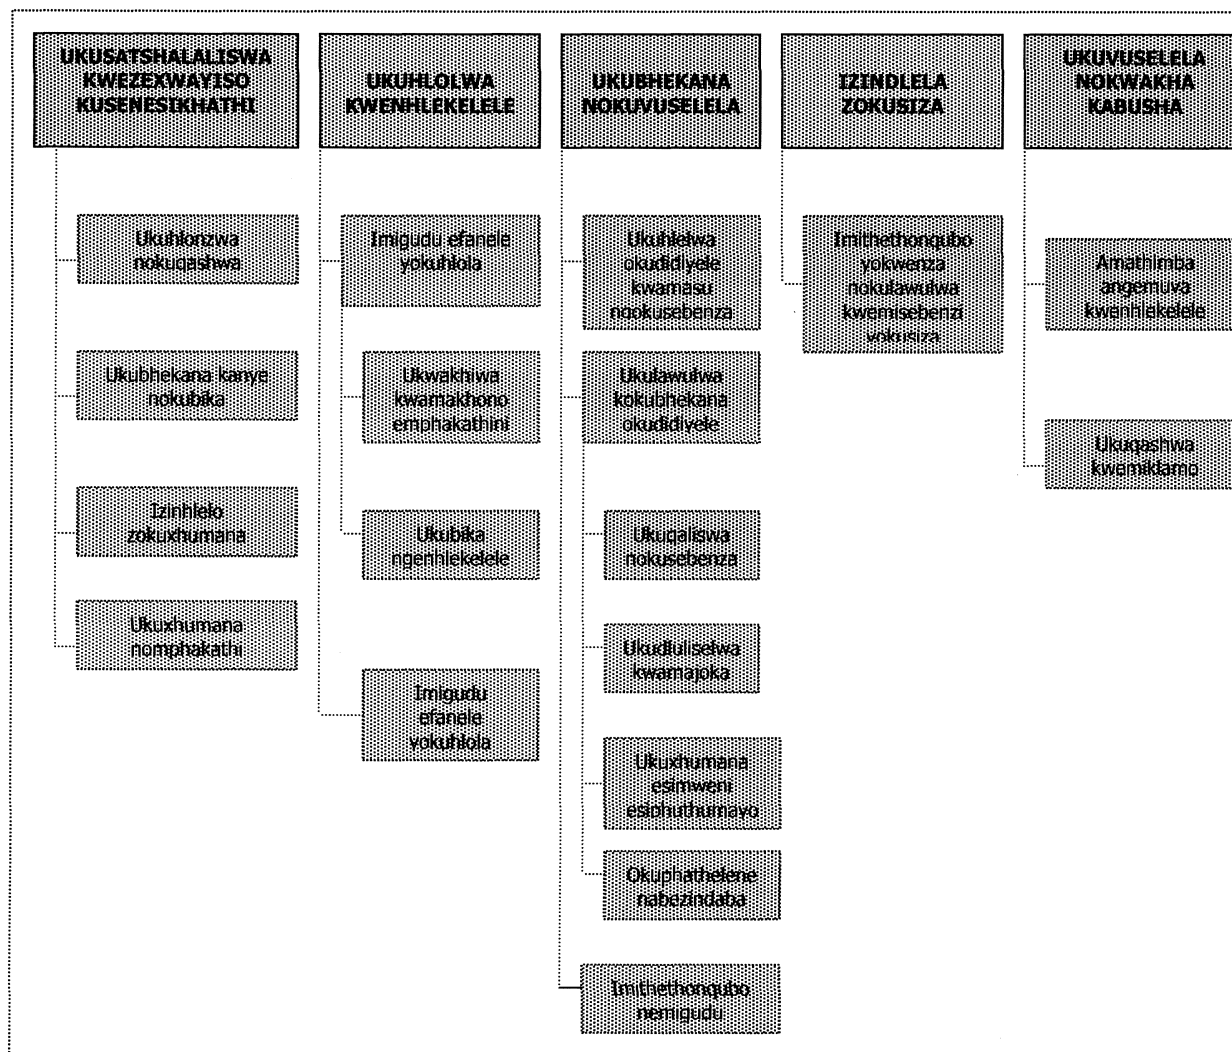 UKUSATSHALALISWA
KWEZEXWAYISO
KUSENESIKHATHI
Ukuhlonzwa
nokuqashwa
Ukubhekana kanye
nokubika
Izinhlelo
zokuxhumana
Ukuxhumana
nomphakathi
UKUHLOLWA
KWENHLEKELELE
Imigudu efanele
yokuhlola
Ukwakhiwa
kwamakhono
emphakathini
Ukubika
ngenhlekelele
Imigudu
efanele
yokuhlola
UKUBHEKANA
NOKUVUSELELA
Ukuhlelwa
okudidiyele
kwamasu
ngokusebenza
Ukulawulwa
kokubhekana
okudidiyele
Ukuqaliswa
nokusebenza
Ukudluliselwa
kwamajoka
Ukuxhumana
esimweni
esiphuthumayo
Okuphathelene
nabezindaba
Imithethonqubo
nemigudu
IZINDLELA
ZOKUSIZA
Imithethonqubo
yokwenza
nokulawulwa
kwemisebenzi
yokusiza
UKUVUSELELA
NOKWAKHA
KABUSHA
Amathimba
angemuva
kwenhlekelele
Ukuqashwa
kwemiklamo